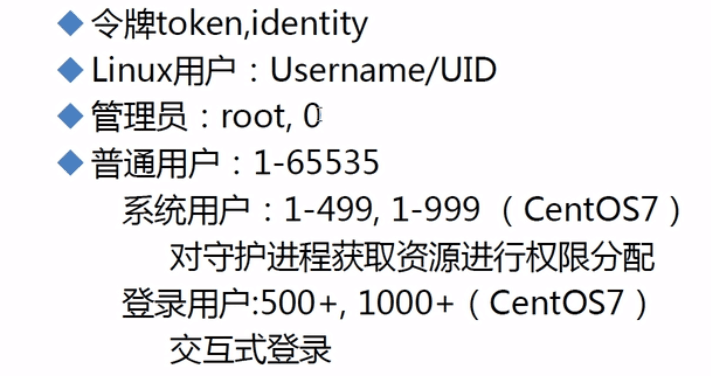 令牌token,identity
Linux用户：Username/UID
管理员：root, 0
普通用户：1-65535
系统用户：1-499, 1-999 （CentOS7）
对守护进程获取资源进行权限分配
登录用户:500+, 1000+（CentOS7）
交互式登录